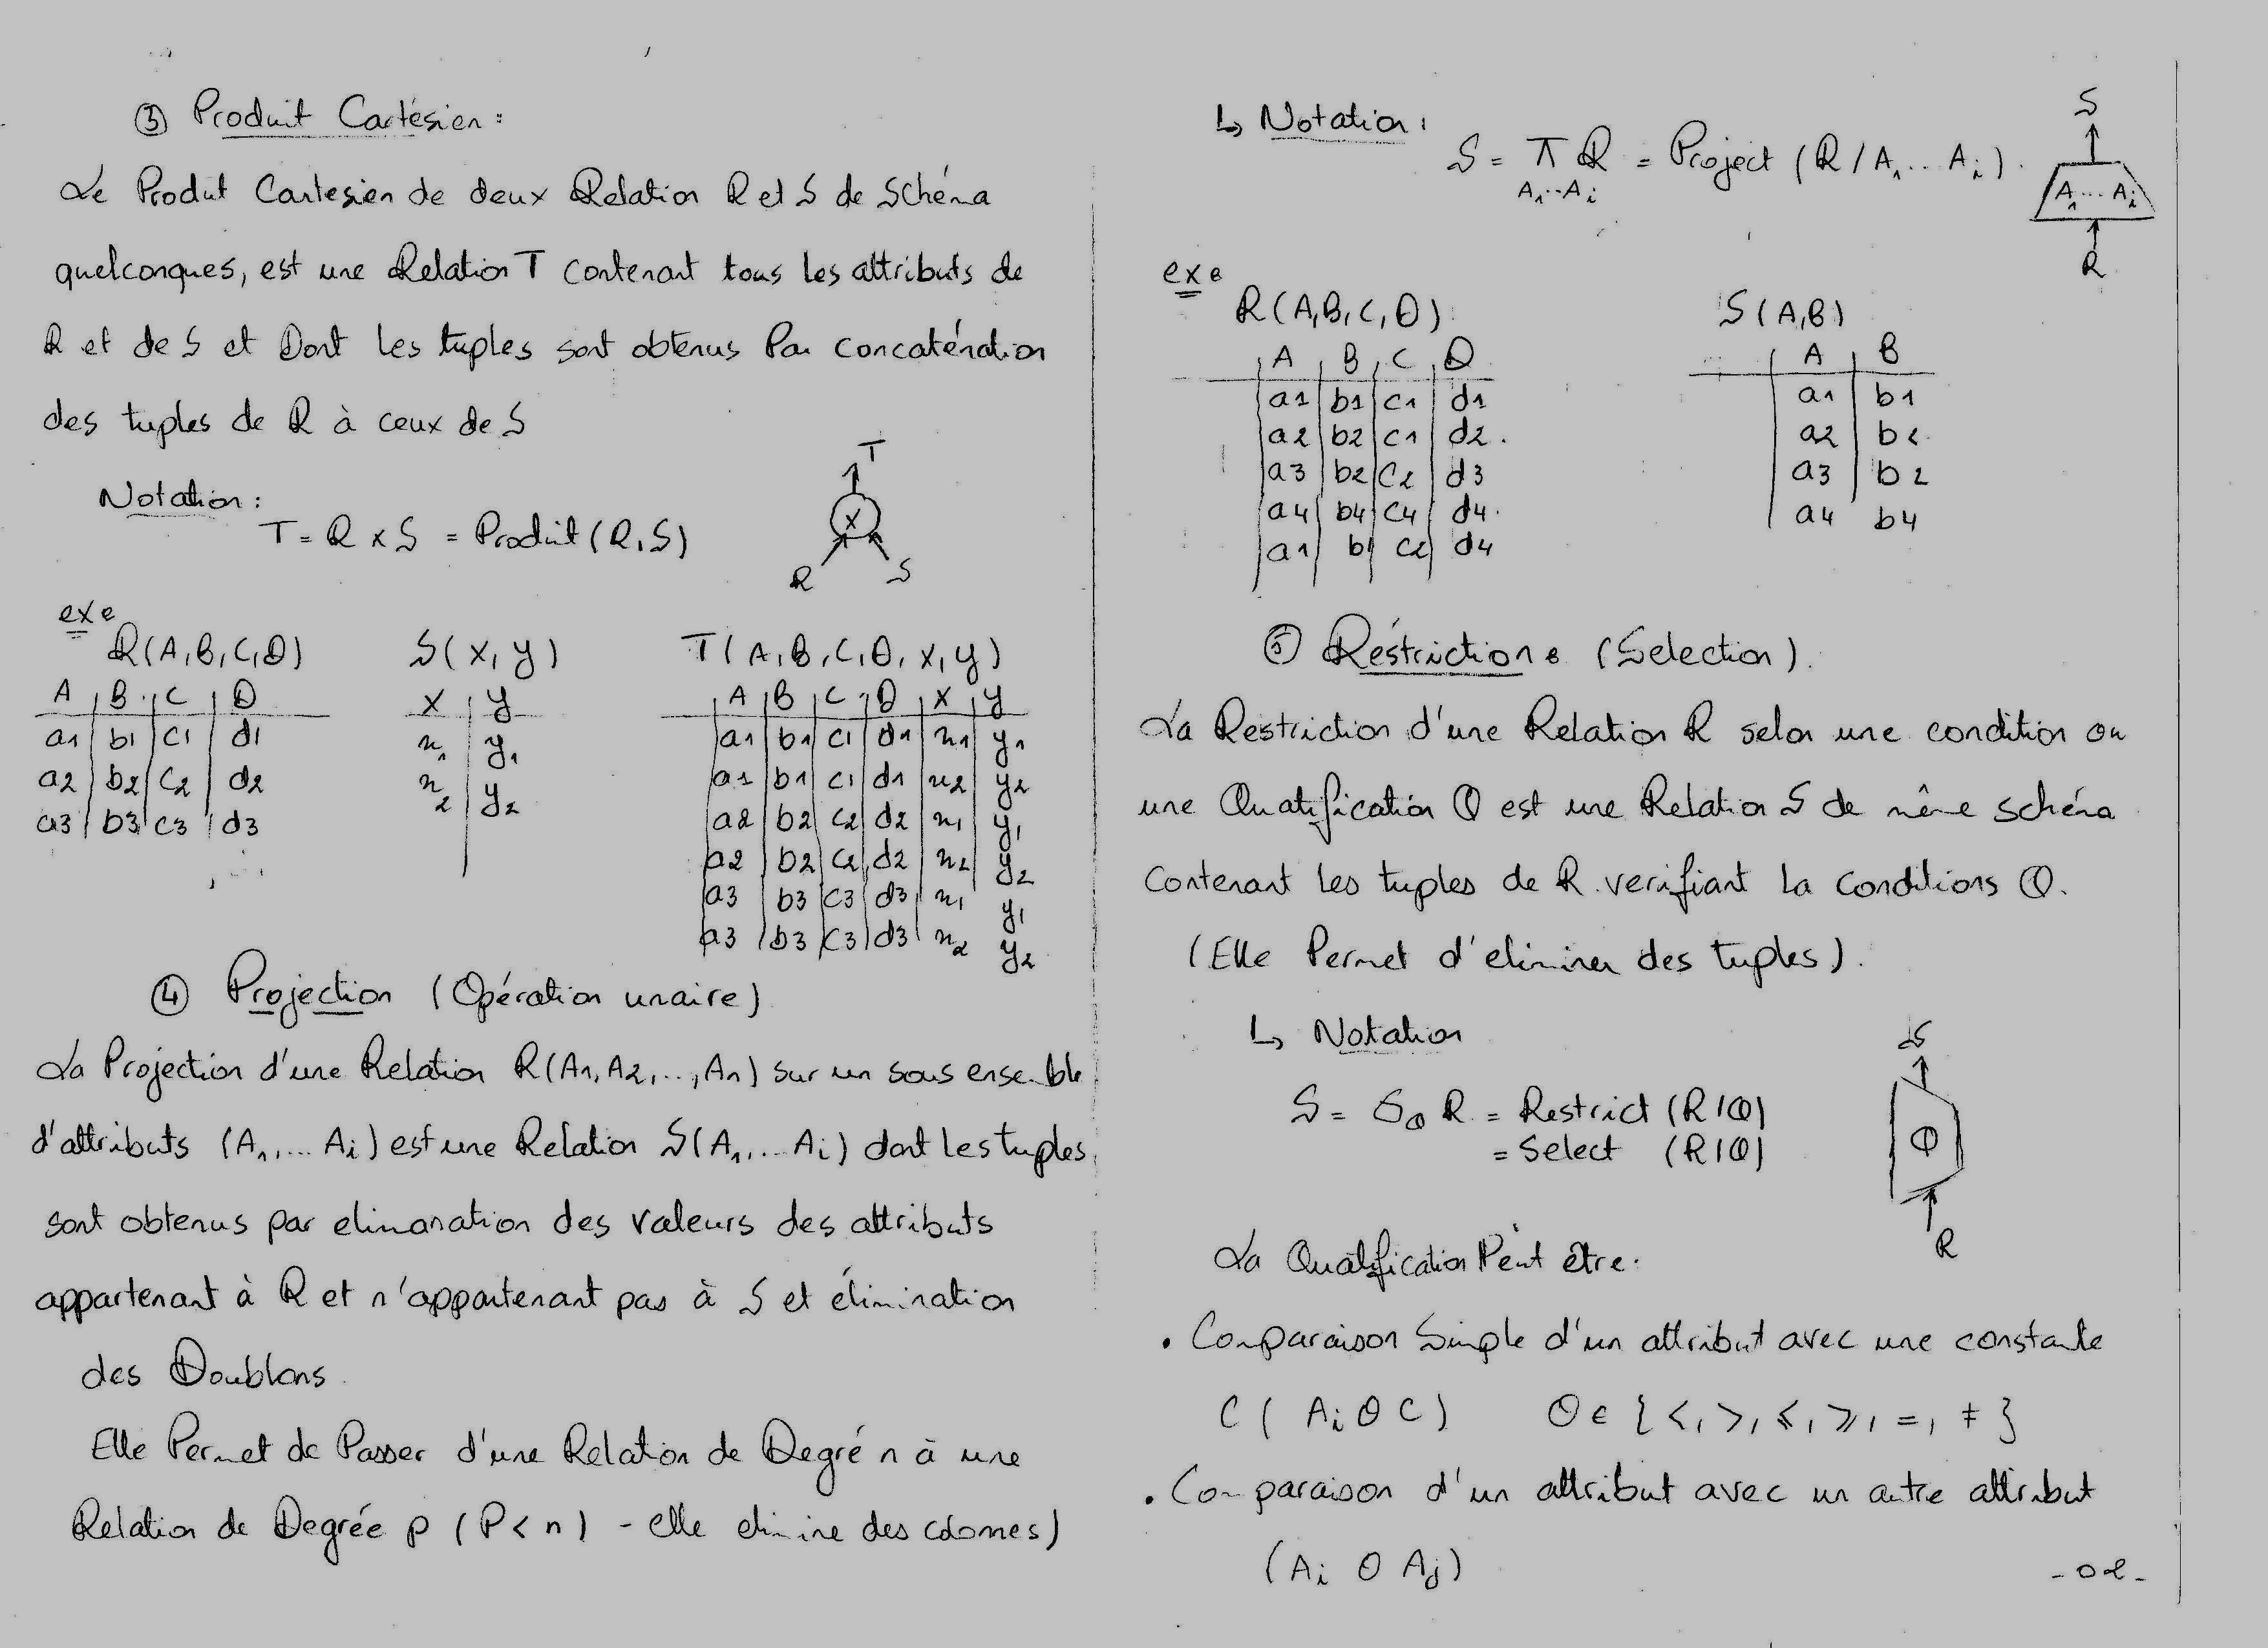 ③ Produit Cartésien :
Le Produit Cartesien de deux Relation R et S de Schéma
quelconques, est une Relation T contenant tous les attributs de
R et de S et Dont les tuples sont obtenus Par concaténation
des tuples de R à ceux de S
Notation :
T = R x S = Produit (R, S)
T
X
R S
exe
R(A, B, C, D) S(X, y) T(A, B, C, D, X, y)
A B C D X y A B C D X y
a1 b1 c1 d1 x1 y1 a1 b1 c1 d1 x1 y1
a2 b2 c2 d2 x2 y2 a1 b1 c1 d1 x2 y2
a3 b3 c3 d3 a2 b2 c2 d2 x1 y1
a2 b2 c2 d2 x2 y2
a3 b3 c3 d3 x1 y1
a3 b3 c3 d3 x2 y2
④ Projection (Opération unaire)
La Projection d'une Relation R(A1, A2, .., An) sur un sous ensemble
d'attributs (A1, ... Ai) est une Relation S(A1, ... Ai) dont les tuples
sont obtenus par elimanation des valeurs des attributs
appartenant à R et n'appartenant pas à S et élimination
des Doublons.
Elle Permet de Passer d'une Relation de Degré n à une
Relation de Degrée p (P < n) - elle elimine des colomes)
↳ Notation :
S = π R = Project (R / A1 ... Ai).
A1 .. Ai
S
A1 ... Ai
R
exe
R(A, B, C, D) S(A, B)
A B C D A B
a1 b1 c1 d1 a1 b1
a2 b2 c1 d2 a2 b2
a3 b2 c2 d3 a3 b2
a4 b4 c4 d4 a4 b4
a1 b1 c2 d4
⑤ Réstriction : (Selection).
La Restriction d'une Relation R selon une condition ou
une Qualification Q est une Relation S de même schéma
contenant les tuples de R verifiant la conditions Q.
(Elle Permet d'eliminer des tuples).
↳ Notation
S = σQ R = Restrict (R/Q)
= Select (R/Q)
S
Q
R
La Qualification Peut être :
• Comparaison Simple d'un attribut avec une constante
C ( Ai θ C) θ ∈ { <, >, ≤, ≥, =, ≠ }
• Comparaison d'un attribut avec un autre attribut
(Ai θ Aj)
- 02 -